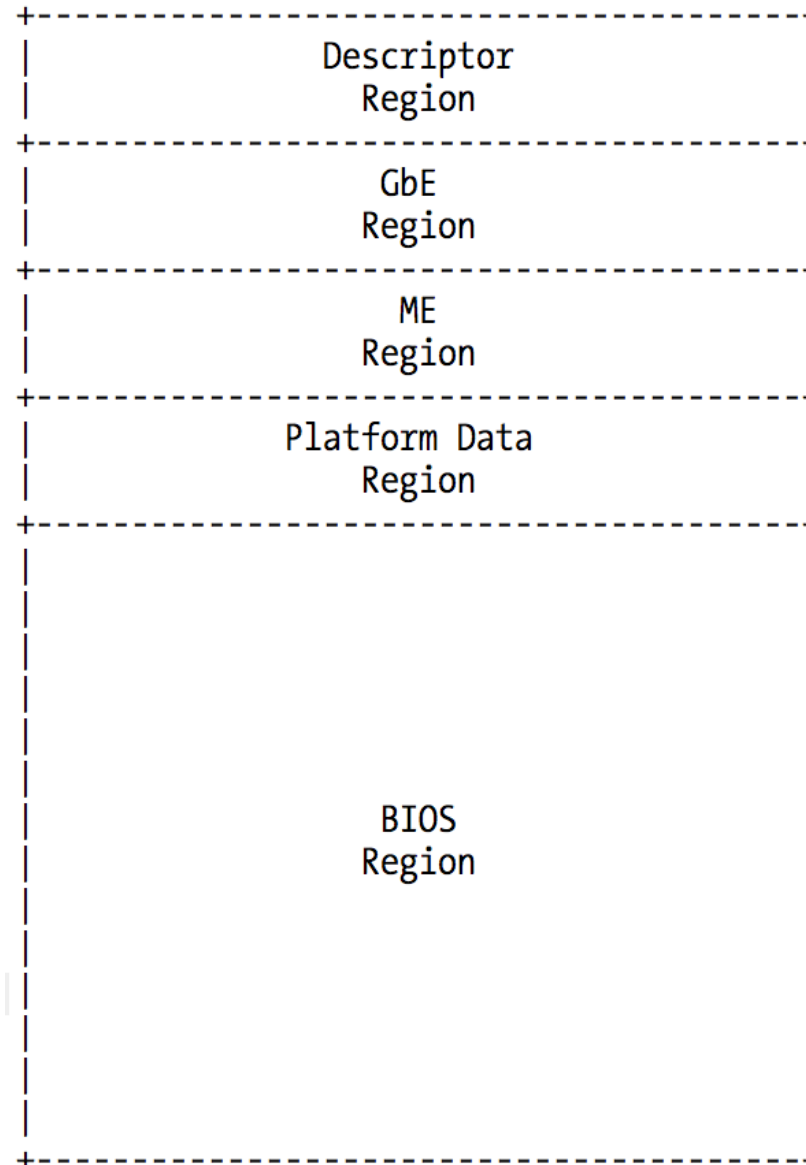 Descriptor
Region
GbE
Region
ME
Region
Platform Data
Region
BIOS
Region